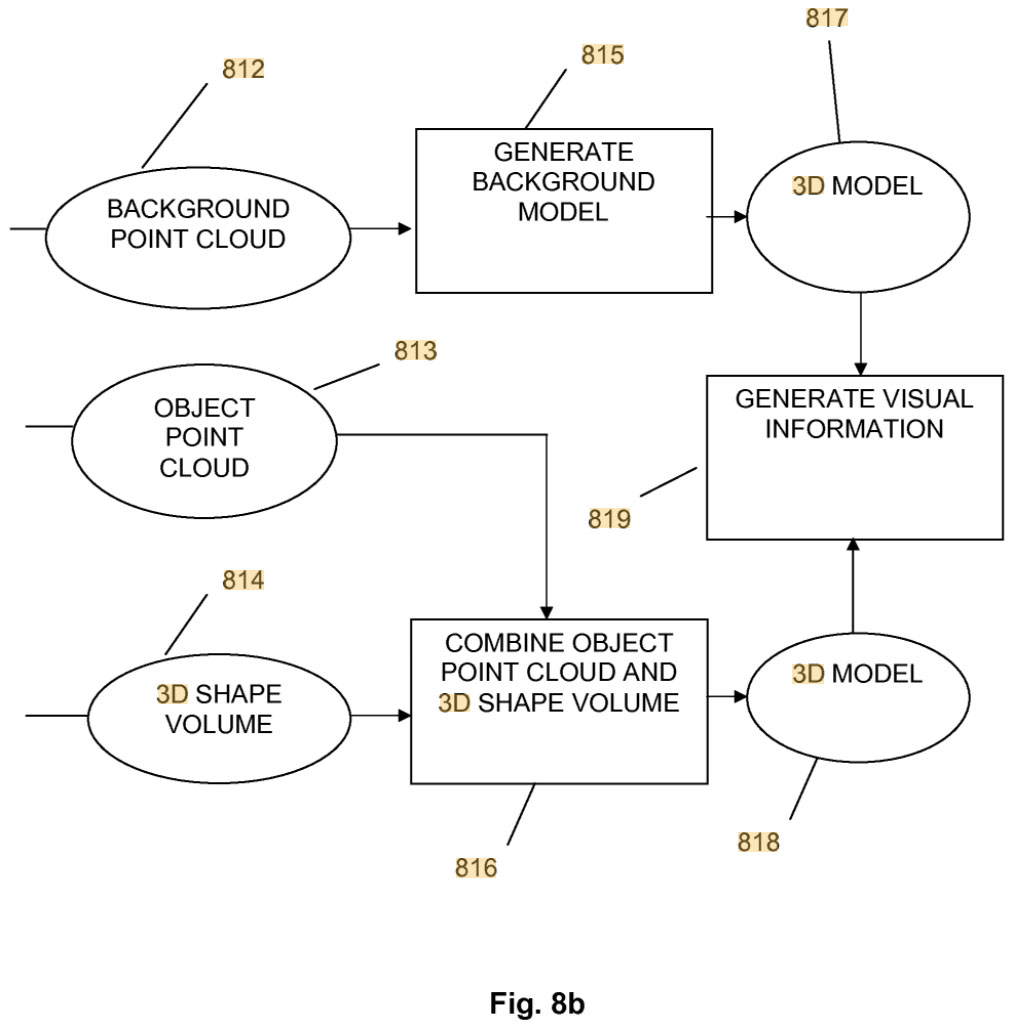 817
812
815
BACKGROUND
POINT CLOUD
GENERATE
BACKGROUND
MODEL
3D MODEL
813
OBJECT
POINT
CLOUD
GENERATE VISUAL
INFORMATION
819
814
3D SHAPE
VOLUME
COMBINE OBJECT
POINT CLOUD AND
3D SHAPE VOLUME
3D MODEL
816
818
Fig. 8b